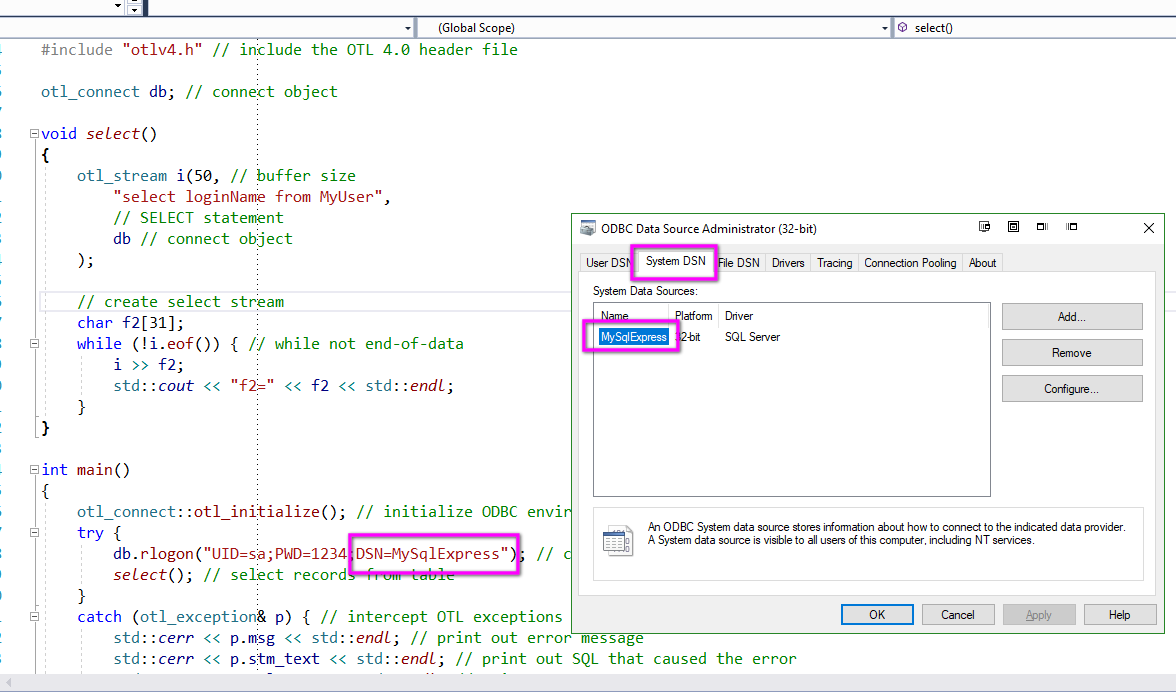 (Global Scope)
select()
#include "otlv4.h" // include the OTL 4.0 header file
otl_connect db; // connect object
void select()
{
otl_stream i(50, // buffer size
"select loginName from MyUser",
// SELECT statement
db // connect object
);
// create select stream
char f2[31];
while (!i.eof()) { // while not end-of-data
i >> f2;
std::cout << "f2=" << f2 << std::endl;
}
}
int main()
{
otl_connect::otl_initialize(); // initialize ODBC envir
try {
db.rlogon("UID=sa;PWD=1234;DSN=MySqlExpress"); // c
select(); // select records from table
}
catch (otl_exception& p) { // intercept OTL exceptions
std::cerr << p.msg << std::endl; // print out error message
std::cerr << p.stm_text << std::endl; // print out SQL that caused the error
ODBC Data Source Administrator (32-bit)
User DSN System DSN File DSN Drivers Tracing Connection Pooling About
System Data Sources:
Name Platform Driver
MySqlExpress 32-bit SQL Server
Add...
Remove
Configure...
An ODBC System data source stores information about how to connect to the indicated data provider.
A System data source is visible to all users of this computer, including NT services.
OK Cancel Apply Help